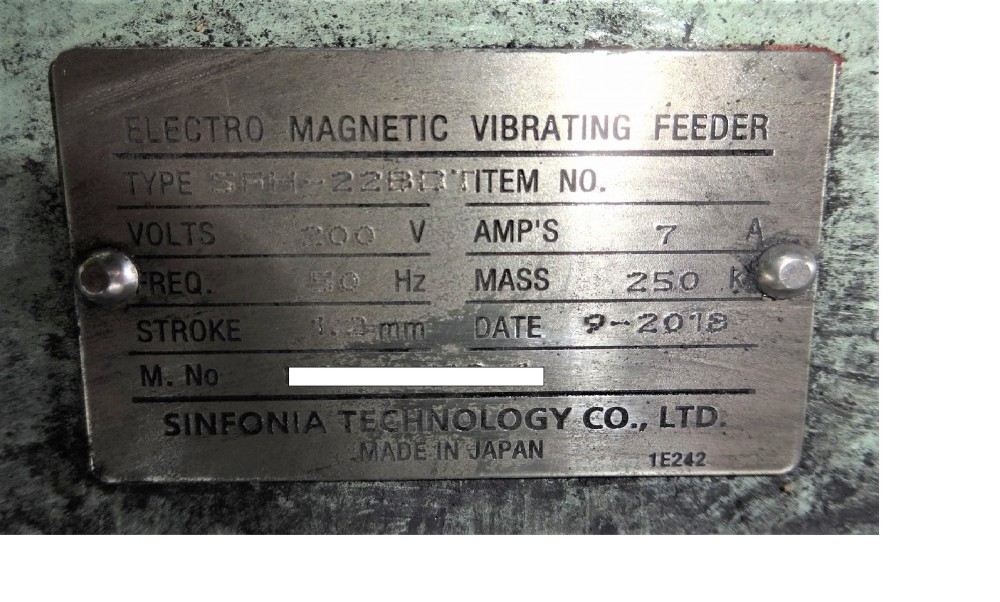 ELECTRO MAGNETIC VIBRATING FEEDER
TYPE ITEM NO.
VOLTS 200 V AMP'S 7 A
FREQ. 50 Hz MASS 250
STROKE mm DATE 9-2018
M. No
SINFONIA TECHNOLOGY CO., LTD.
MADE IN JAPAN 1E242